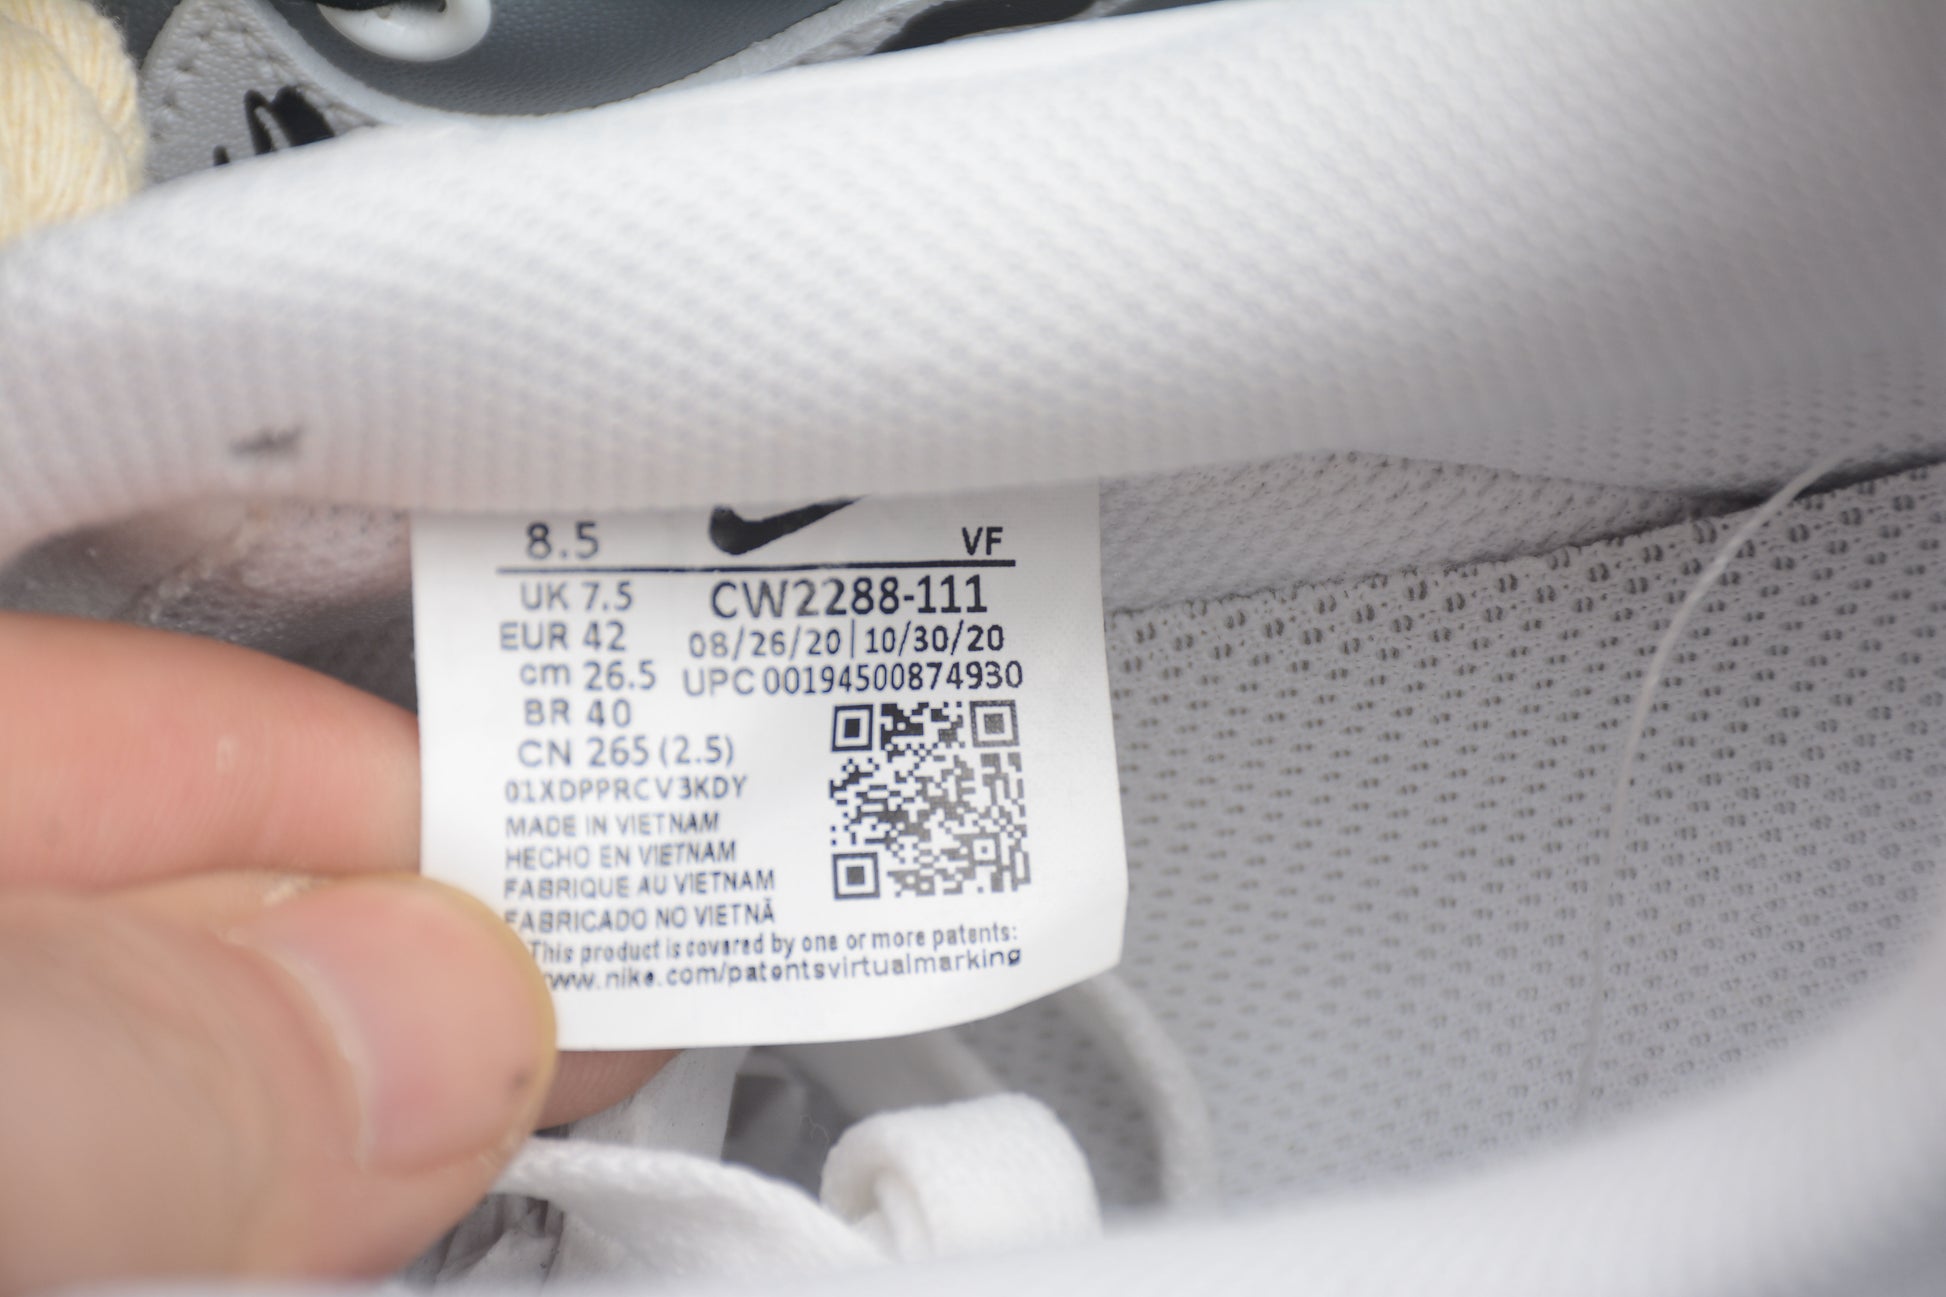 8.5 VF
UK 7.5 CW2288-111
EUR 42 08/26/20|10/30/20
cm 26.5 UPC 00194500874930
BR 40
CN 265 (2.5)
01XDPPRCV3KDY
MADE IN VIETNAM
HECHO EN VIETNAM
FABRIQUE AU VIETNAM
FABRICADO NO VIETNÃ
This product is covered by one or more patents:
www.nike.com/patentsvirtualmarking